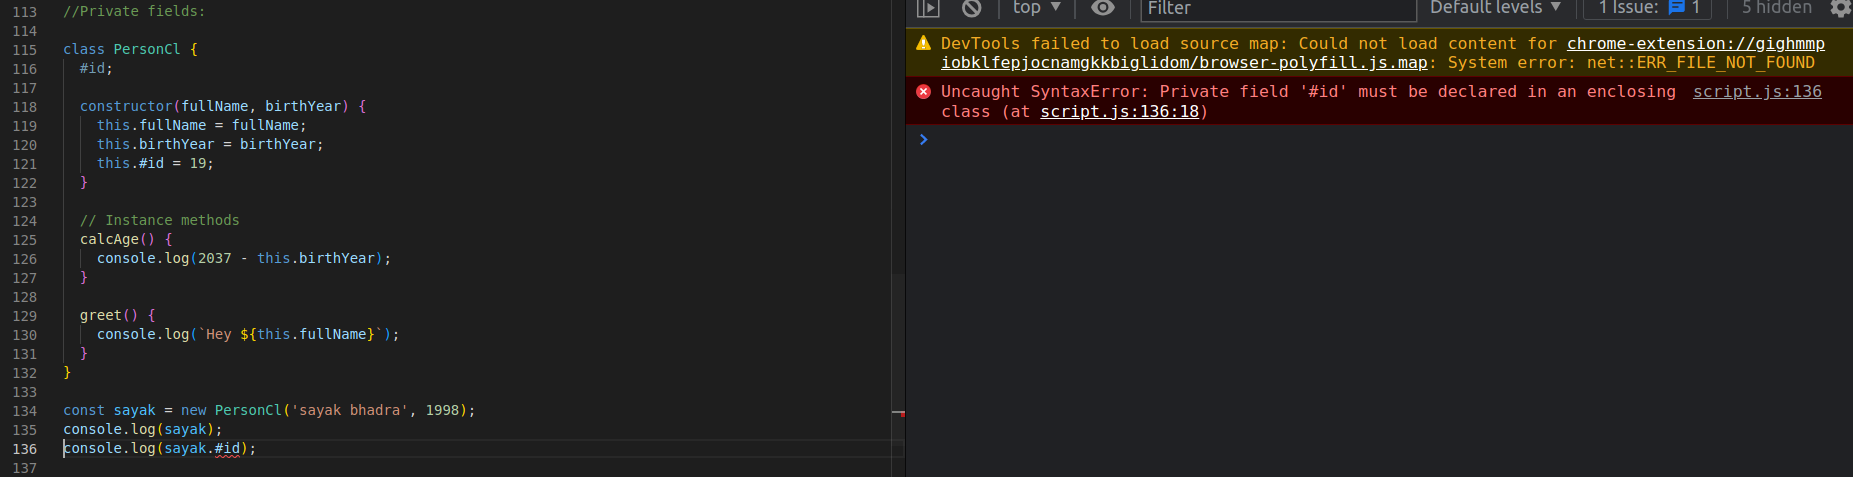 113 //Private fields:
114
115 class PersonCl {
116 #id;
117
118 constructor(fullName, birthYear) {
119 this.fullName = fullName;
120 this.birthYear = birthYear;
121 this.#id = 19;
122 }
123
124 // Instance methods
125 calcAge() {
126 console.log(2037 - this.birthYear);
127 }
128
129 greet() {
130 console.log(`Hey ${this.fullName}`);
131 }
132 }
133
134 const sayak = new PersonCl('sayak bhadra', 1998);
135 console.log(sayak);
136 console.log(sayak.#id);
137
top ▼ Filter Default levels ▼ 1 Issue: 1 5 hidden
DevTools failed to load source map: Could not load content for chrome-extension://gighmmp
iobklfepjocnamgkkbiglidom/browser-polyfill.js.map: System error: net::ERR_FILE_NOT_FOUND
Uncaught SyntaxError: Private field '#id' must be declared in an enclosing script.js:136
class (at script.js:136:18)